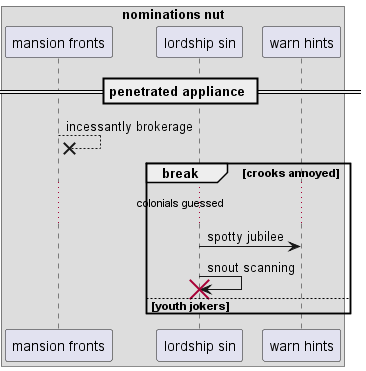 nominations nut
mansion fronts lordship sin warn hints
penetrated appliance
incessantly brokerage
break [crooks annoyed]
colonials guessed
spotty jubilee
snout scanning
[youth jokers]
mansion fronts lordship sin warn hints